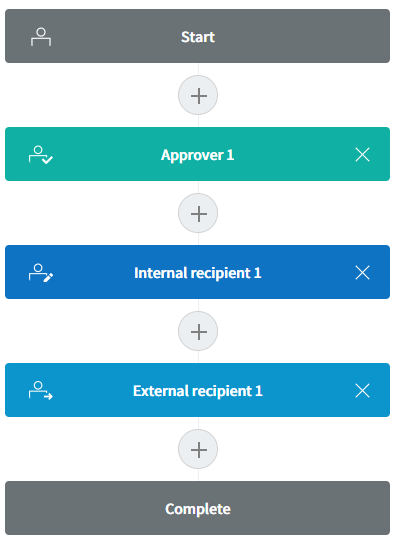 Start
Approver 1
Internal recipient 1
External recipient 1
Complete